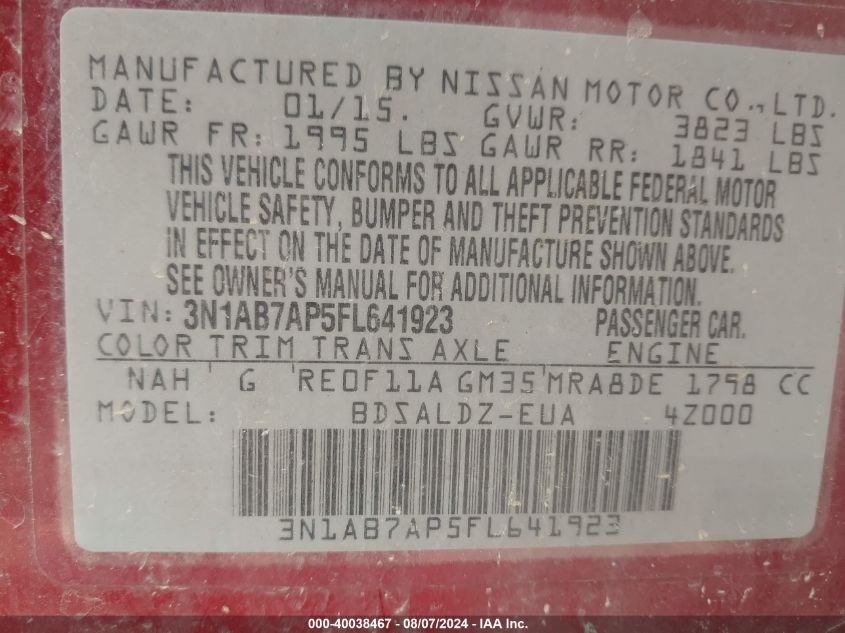 MANUFACTURED BY NISSAN MOTOR CO., LTD.
DATE: 01/15. GVWR: 3823 LBS
GAWR FR: 1995 LBS GAWR RR: 1841 LBS
THIS VEHICLE CONFORMS TO ALL APPLICABLE FEDERAL MOTOR
VEHICLE SAFETY, BUMPER AND THEFT PREVENTION STANDARDS
IN EFFECT ON THE DATE OF MANUFACTURE SHOWN ABOVE.
SEE OWNER'S MANUAL FOR ADDITIONAL INFORMATION.
VIN: 3N1AB7AP5FL641923 PASSENGER CAR.
COLOR TRIM TRANS AXLE ENGINE
NAH G RE0F11A GM35 MRA8DE 1798 CC
MODEL: BDSALDZ-EUA 4Z000
3N1AB7AP5FL641923
000-40038467 - 08/07/2024 - IAA Inc.